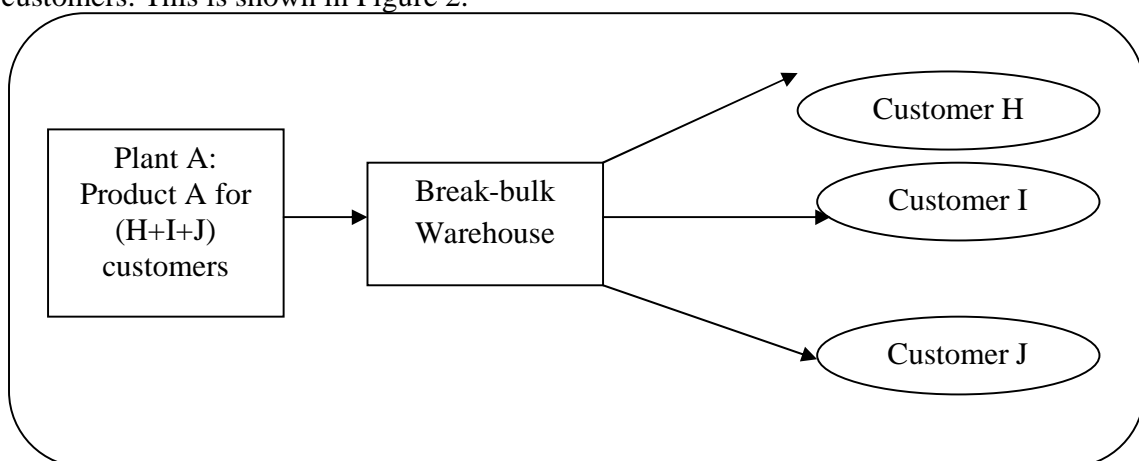 customers. This is shown in Figure 2.
Plant A:
Product A for
(H+I+J)
customers
Break-bulk
Warehouse
Customer H
Customer I
Customer J